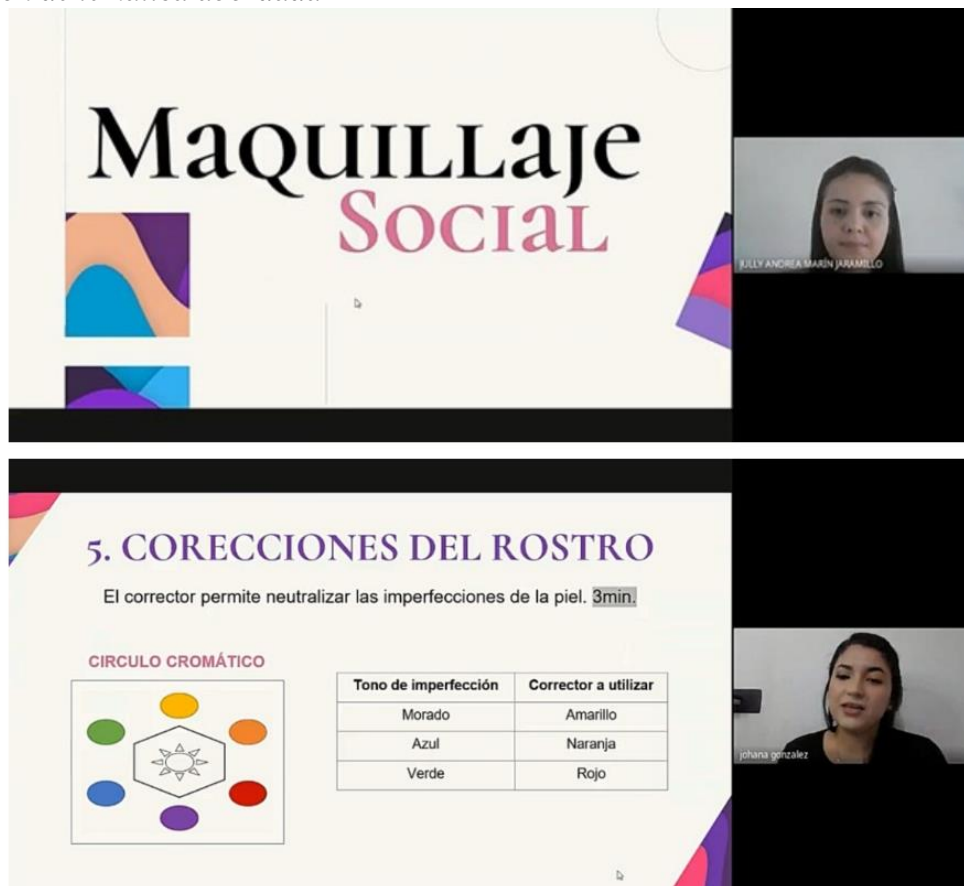 Maquillaje
Social
JULLY ANDREA MARÍN JARAMILLO
5. CORECCIONES DEL ROSTRO
El corrector permite neutralizar las imperfecciones de la piel. 3min.
CIRCULO CROMÁTICO
Tono de imperfección Corrector a utilizar
Morado Amarillo
Azul Naranja
Verde Rojo
johana gonzalez